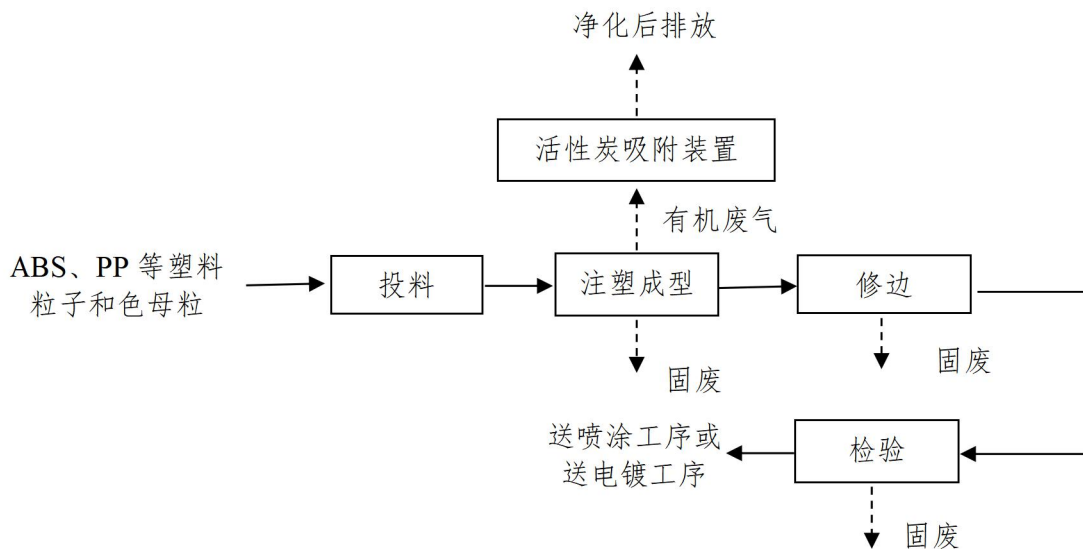 净化后排放
活性炭吸附装置
有机废气
ABS、PP 等塑料
粒子和色母粒
投料
注塑成型
修边
固废
固废
送喷涂工序或
送电镀工序
检验
固废